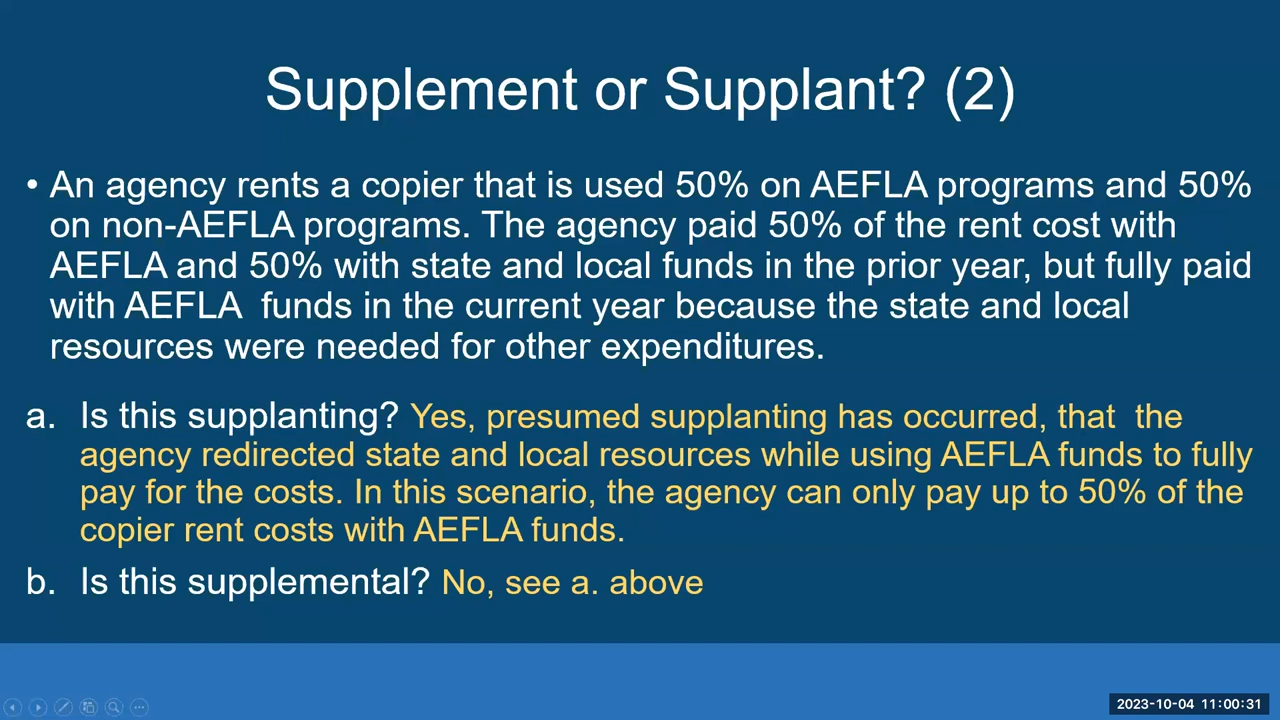 Supplement or Supplant? (2)
• An agency rents a copier that is used 50% on AEFLA programs and 50%
on non-AEFLA programs. The agency paid 50% of the rent cost with
AEFLA and 50% with state and local funds in the prior year, but fully paid
with AEFLA  funds in the current year because the state and local
resources were needed for other expenditures.
a. Is this supplanting? Yes, presumed supplanting has occurred, that  the
agency redirected state and local resources while using AEFLA funds to fully
pay for the costs. In this scenario, the agency can only pay up to 50% of the
copier rent costs with AEFLA funds.
b. Is this supplemental? No, see a. above
2023-10-04 11:00:31